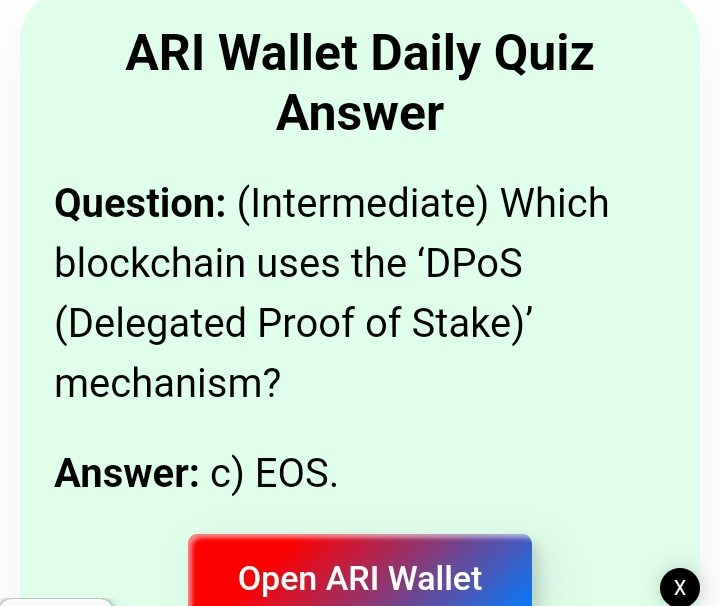 ARI Wallet Daily Quiz
Answer
Question: (Intermediate) Which
blockchain uses the ‘DPoS
(Delegated Proof of Stake)’
mechanism?
Answer: c) EOS.
Open ARI Wallet
X